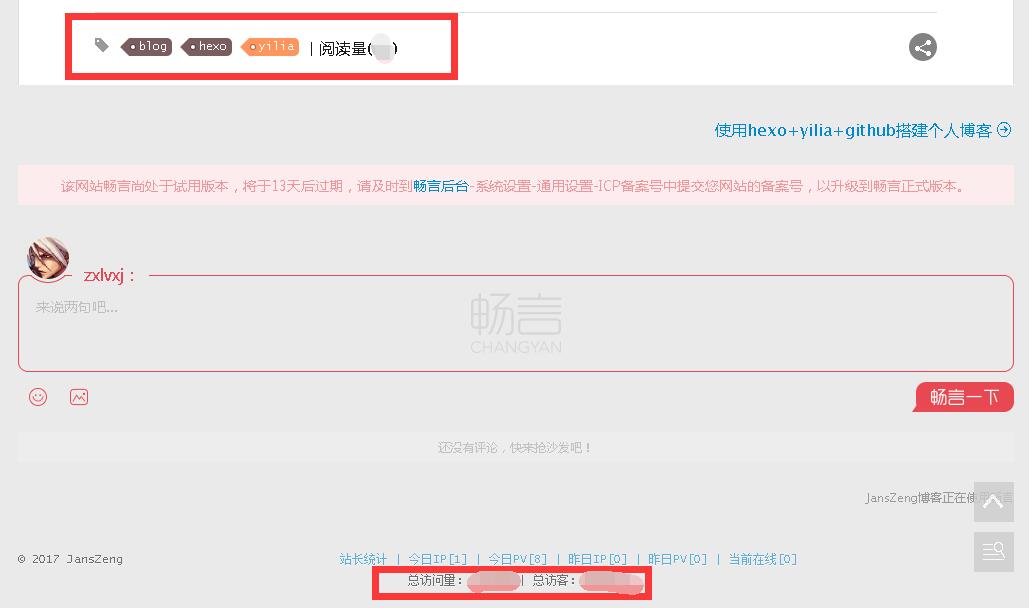 blog hexo yilia | 阅读量( )
使用hexo+yilia+github搭建个人博客
该网站畅言尚处于试用版本，将于13天后过期，请及时到畅言后台-系统设置-通用设置-ICP备案号中提交您网站的备案号，以升级到畅言正式版本。
zxlvxj：
来说两句吧...
畅言
CHANGYAN
畅言一下
还没有评论，快来抢沙发吧！
JansZeng博客正在使用畅言
© 2017 JansZeng
站长统计 | 今日IP[1] | 今日PV[8] | 昨日IP[0] | 昨日PV[0] | 当前在线[0]
总访问量： | 总访客：